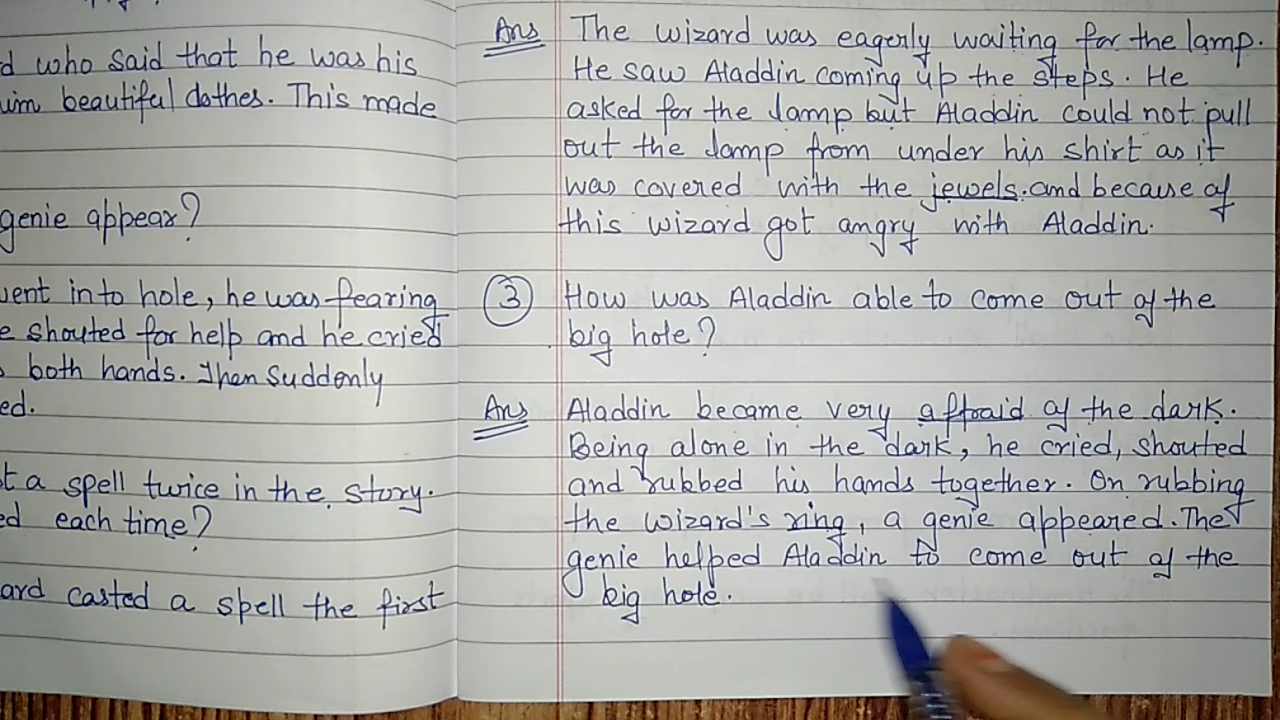 d who said that he was his
him beautiful clothes. This made
genie appear?
went into hole, he was fearing
e shouted for help and he cried
both hands. Then suddenly
ed.
t a spell twice in the story.
ed each time?
ard casted a spell the first
Ans The wizard was eagerly waiting for the lamp.
He saw Aladdin coming up the steps. He
asked for the lamp but Aladdin could not pull
out the lamp from under his shirt as it
was covered with the jewels. and because of
this wizard got angry with Aladdin.
3 How was Aladdin able to come out of the
big hole?
Ans Aladdin became very affraid of the dark.
Being alone in the dark, he cried, shouted
and rubbed his hands together. On rubbing
the wizard's ring, a genie appeared. The
genie helped Aladdin to come out of the
big hole.